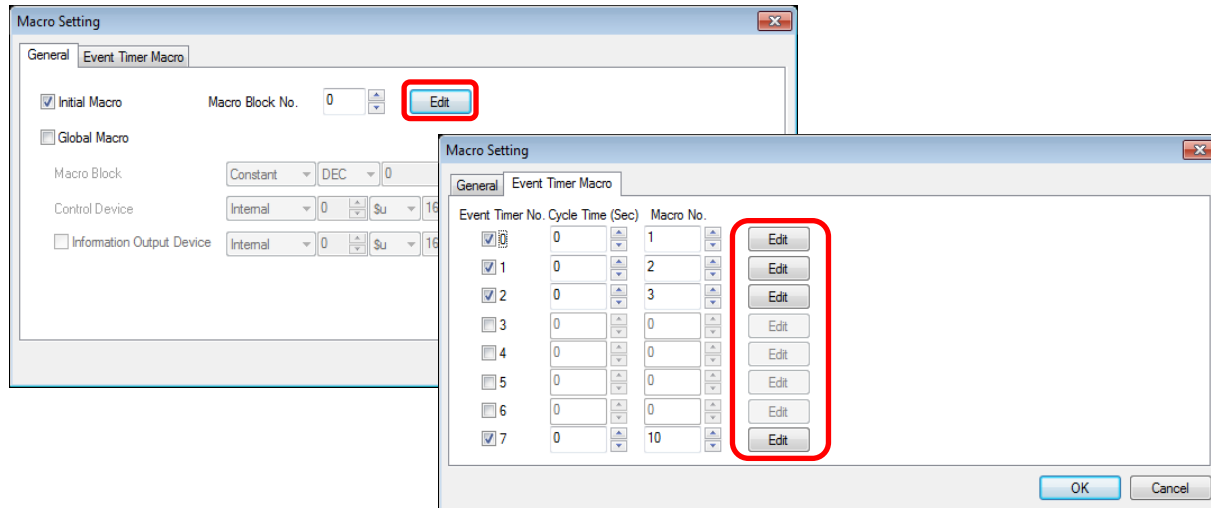 Macro Setting
General Event Timer Macro
Initial Macro Macro Block No. 0 Edit
Global Macro
Macro Block Constant DEC 0
Control Device Internal 0 $u 16
Information Output Device Internal 0 $u 16
Macro Setting
General Event Timer Macro
Event Timer No. Cycle Time (Sec) Macro No.
0 0 1 Edit
1 0 2 Edit
2 0 3 Edit
3 0 0 Edit
4 0 0 Edit
5 0 0 Edit
6 0 0 Edit
7 0 10 Edit
OK Cancel